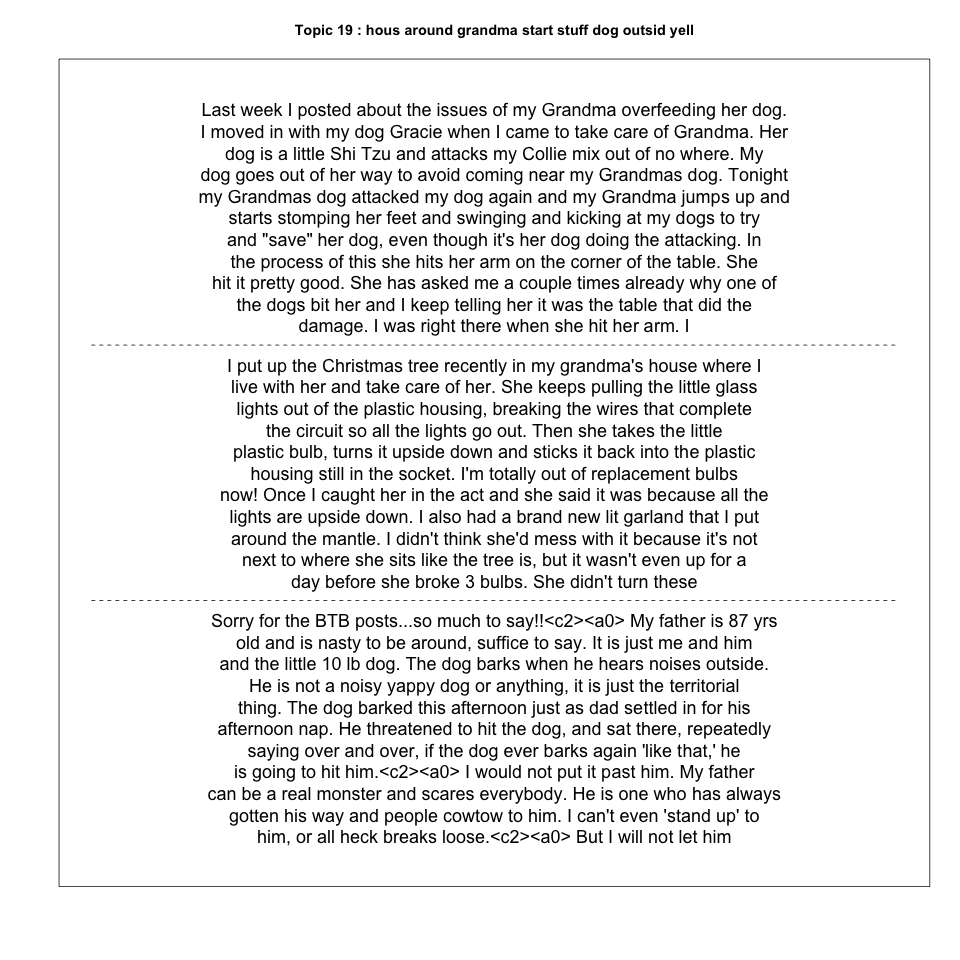 Topic 19 : hous around grandma start stuff dog outsid yell
Last week I posted about the issues of my Grandma overfeeding her dog.
I moved in with my dog Gracie when I came to take care of Grandma. Her
dog is a little Shi Tzu and attacks my Collie mix out of no where. My
dog goes out of her way to avoid coming near my Grandmas dog. Tonight
my Grandmas dog attacked my dog again and my Grandma jumps up and
starts stomping her feet and swinging and kicking at my dogs to try
and "save" her dog, even though it's her dog doing the attacking. In
the process of this she hits her arm on the corner of the table. She
hit it pretty good. She has asked me a couple times already why one of
the dogs bit her and I keep telling her it was the table that did the
damage. I was right there when she hit her arm. I
I put up the Christmas tree recently in my grandma's house where I
live with her and take care of her. She keeps pulling the little glass
lights out of the plastic housing, breaking the wires that complete
the circuit so all the lights go out. Then she takes the little
plastic bulb, turns it upside down and sticks it back into the plastic
housing still in the socket. I'm totally out of replacement bulbs
now! Once I caught her in the act and she said it was because all the
lights are upside down. I also had a brand new lit garland that I put
around the mantle. I didn't think she'd mess with it because it's not
next to where she sits like the tree is, but it wasn't even up for a
day before she broke 3 bulbs. She didn't turn these
Sorry for the BTB posts...so much to say!!<c2><a0> My father is 87 yrs
old and is nasty to be around, suffice to say. It is just me and him
and the little 10 lb dog. The dog barks when he hears noises outside.
He is not a noisy yappy dog or anything, it is just the territorial
thing. The dog barked this afternoon just as dad settled in for his
afternoon nap. He threatened to hit the dog, and sat there, repeatedly
saying over and over, if the dog ever barks again 'like that,' he
is going to hit him.<c2><a0> I would not put it past him. My father
can be a real monster and scares everybody. He is one who has always
gotten his way and people cowtow to him. I can't even 'stand up' to
him, or all heck breaks loose.<c2><a0> But I will not let him